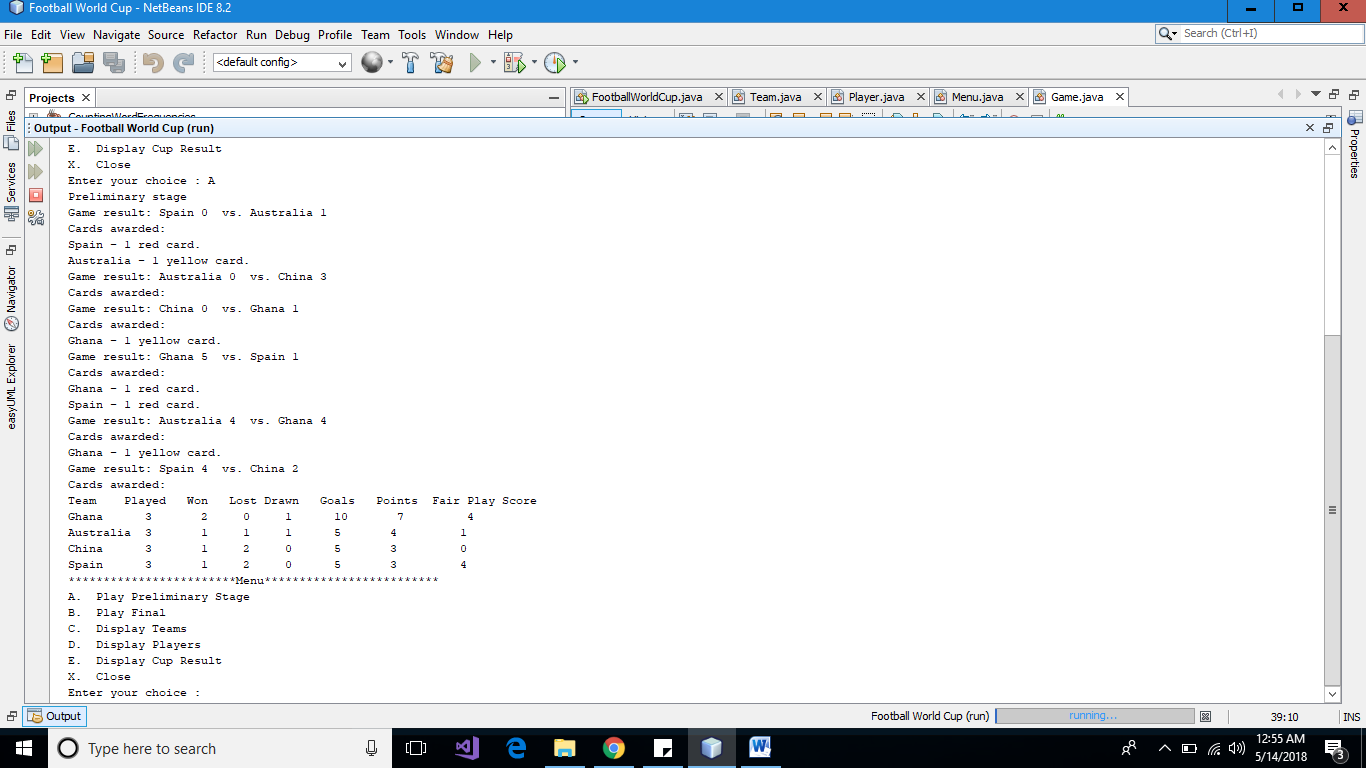 Football World Cup - NetBeans IDE 8.2
File Edit View Navigate Source Refactor Run Debug Profile Team Tools Window Help
Search (Ctrl+I)
<default config>
Projects
FootballWorldCup.java Team.java Player.java Menu.java Game.java
CountingWordFrequencies
Output - Football World Cup (run)
Files
Services
Navigator
easyUML Explorer
Properties
E. Display Cup Result
X. Close
Enter your choice : A
Preliminary stage
Game result: Spain 0 vs. Australia 1
Cards awarded:
Spain - 1 red card.
Australia - 1 yellow card.
Game result: Australia 0 vs. China 3
Cards awarded:
Game result: China 0 vs. Ghana 1
Cards awarded:
Ghana - 1 yellow card.
Game result: Ghana 5 vs. Spain 1
Cards awarded:
Ghana - 1 red card.
Spain - 1 red card.
Game result: Australia 4 vs. Ghana 4
Cards awarded:
Ghana - 1 yellow card.
Game result: Spain 4 vs. China 2
Cards awarded:
Team Played Won Lost Drawn Goals Points Fair Play Score
Ghana 3 2 0 1 10 7 4
Australia 3 1 1 1 5 4 1
China 3 1 2 0 5 3 0
Spain 3 1 2 0 5 3 4
************************Menu*************************
A. Play Preliminary Stage
B. Play Final
C. Display Teams
D. Display Players
E. Display Cup Result
X. Close
Enter your choice :
Output
Football World Cup (run) running... 39:10 INS
Type here to search
12:55 AM
5/14/2018
3